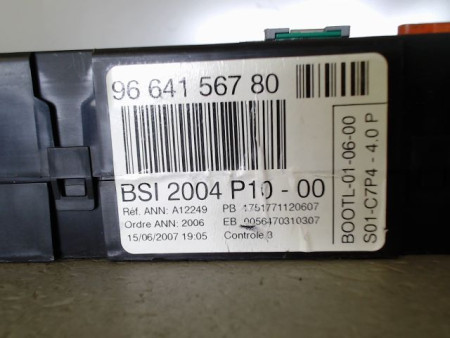 96 641 567 80
BSI 2004 P10 - 00
Réf. ANN: A12249 PB 1751771120607
Ordre ANN: 2006 EB 0056470310307
15/06/2007 19:05 Controle 3
BOOTL-01-06-00
S01-C7P4 - 4.0 P